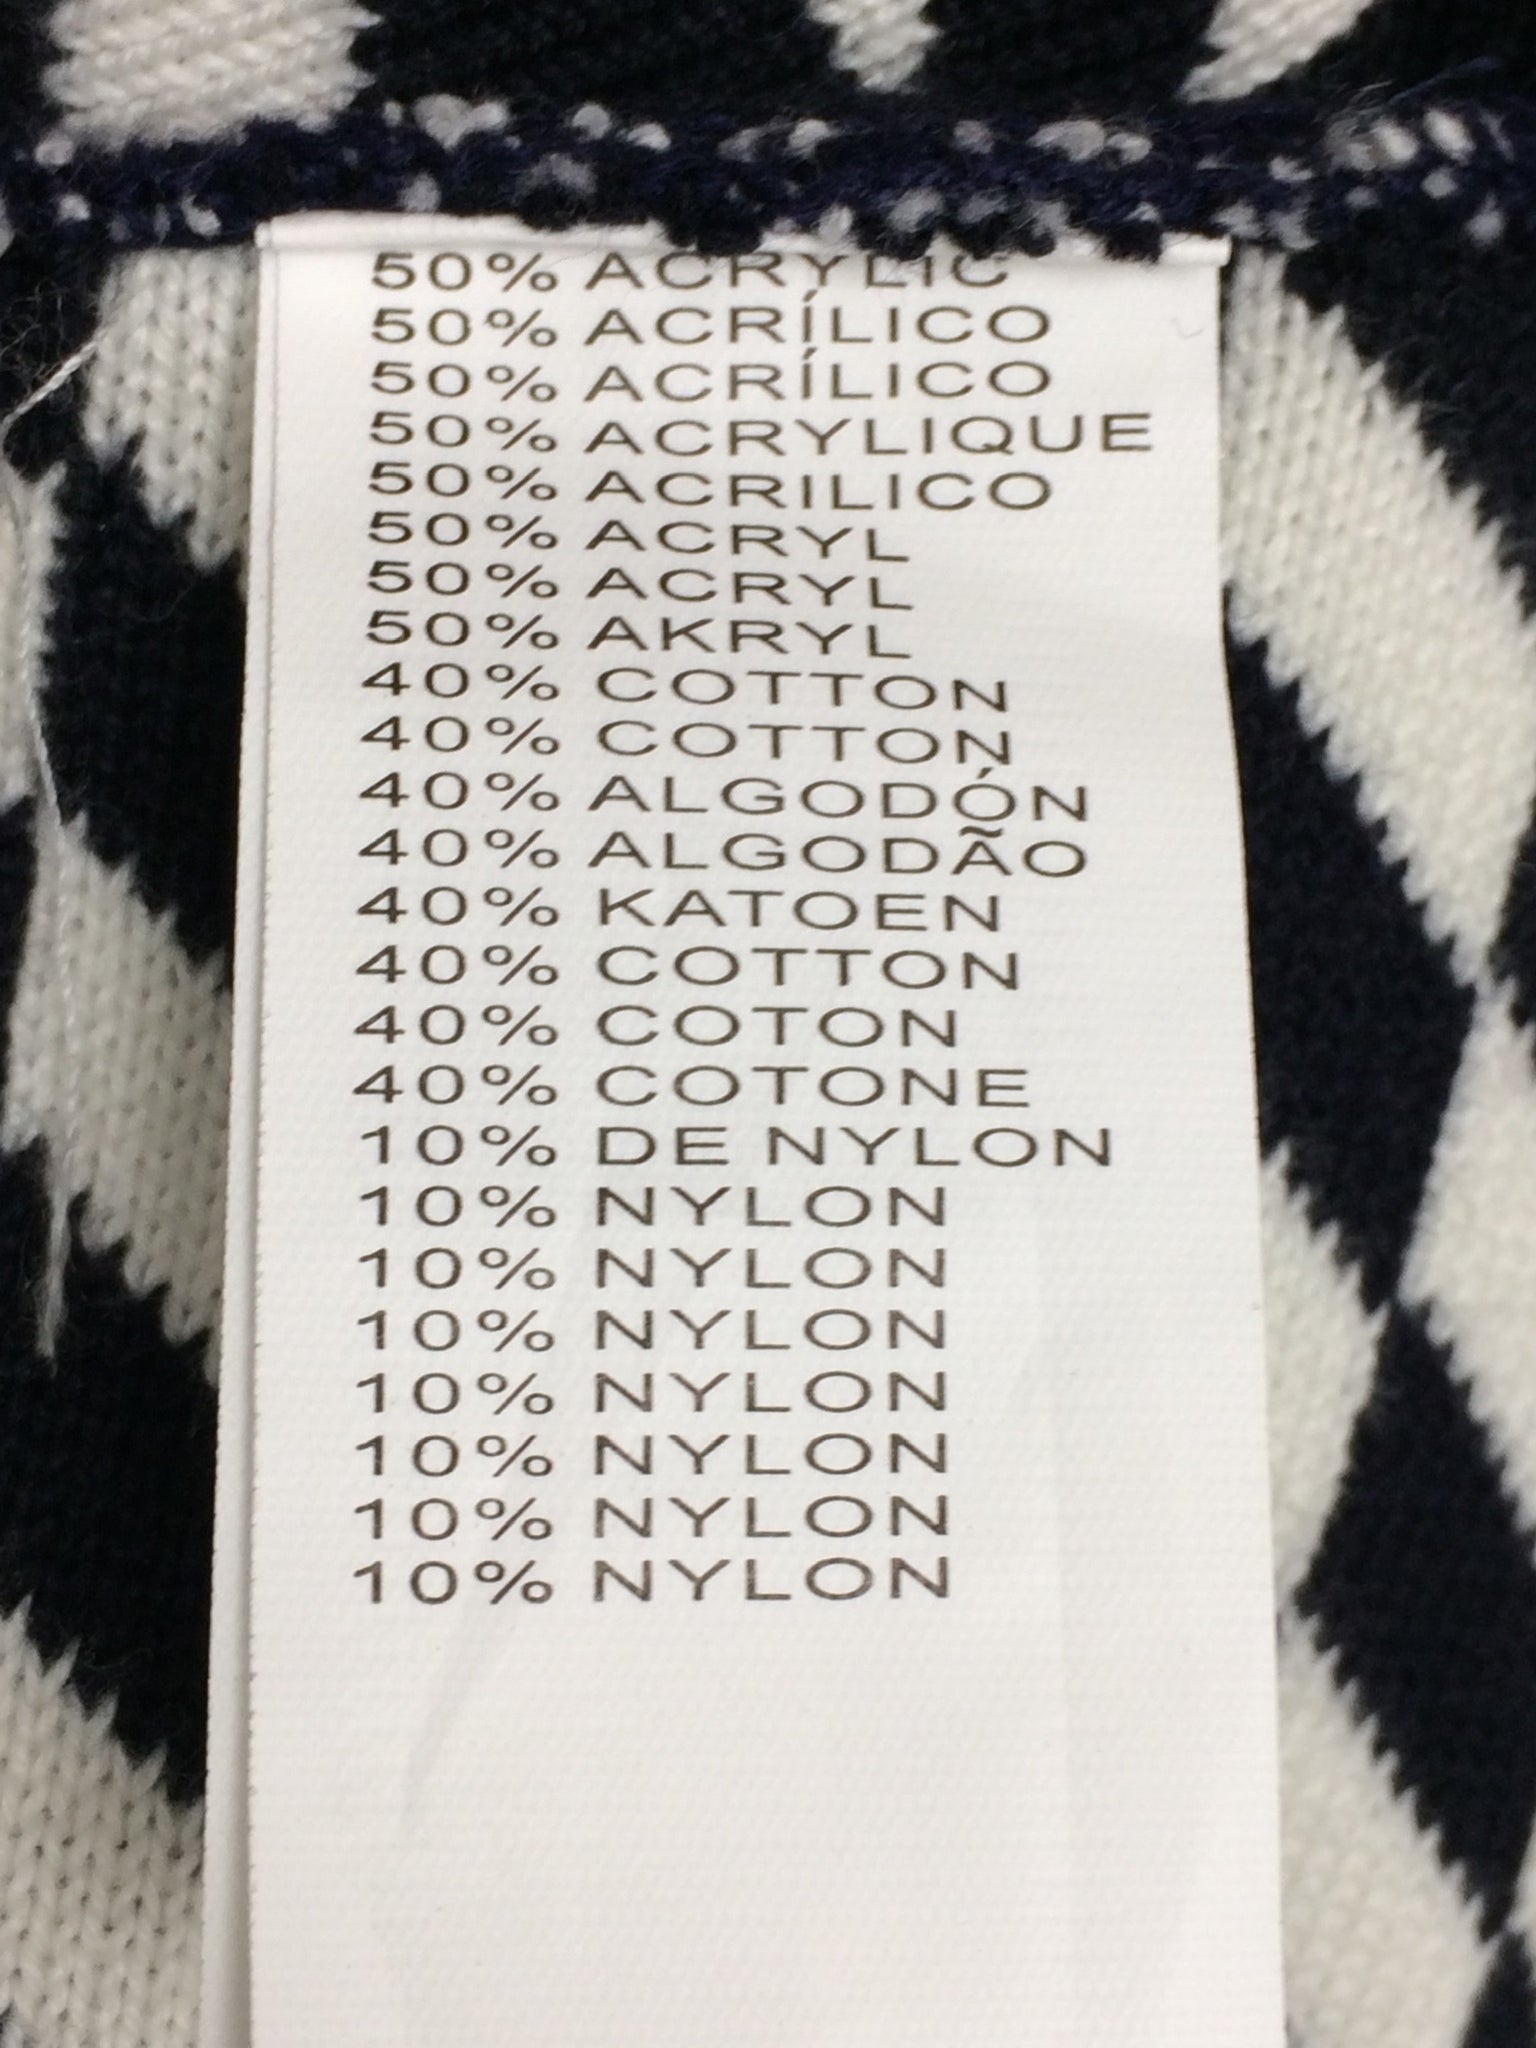 50% ACRYLIC
50% ACRÍLICO
50% ACRÍLICO
50% ACRYLIQUE
50% ACRILICO
50% ACRYL
50% ACRYL
50% AKRYL
40% COTTON
40% COTTON
40% ALGODÓN
40% ALGODÃO
40% KATOEN
40% COTTON
40% COTON
40% COTONE
10% DE NYLON
10% NYLON
10% NYLON
10% NYLON
10% NYLON
10% NYLON
10% NYLON
10% NYLON